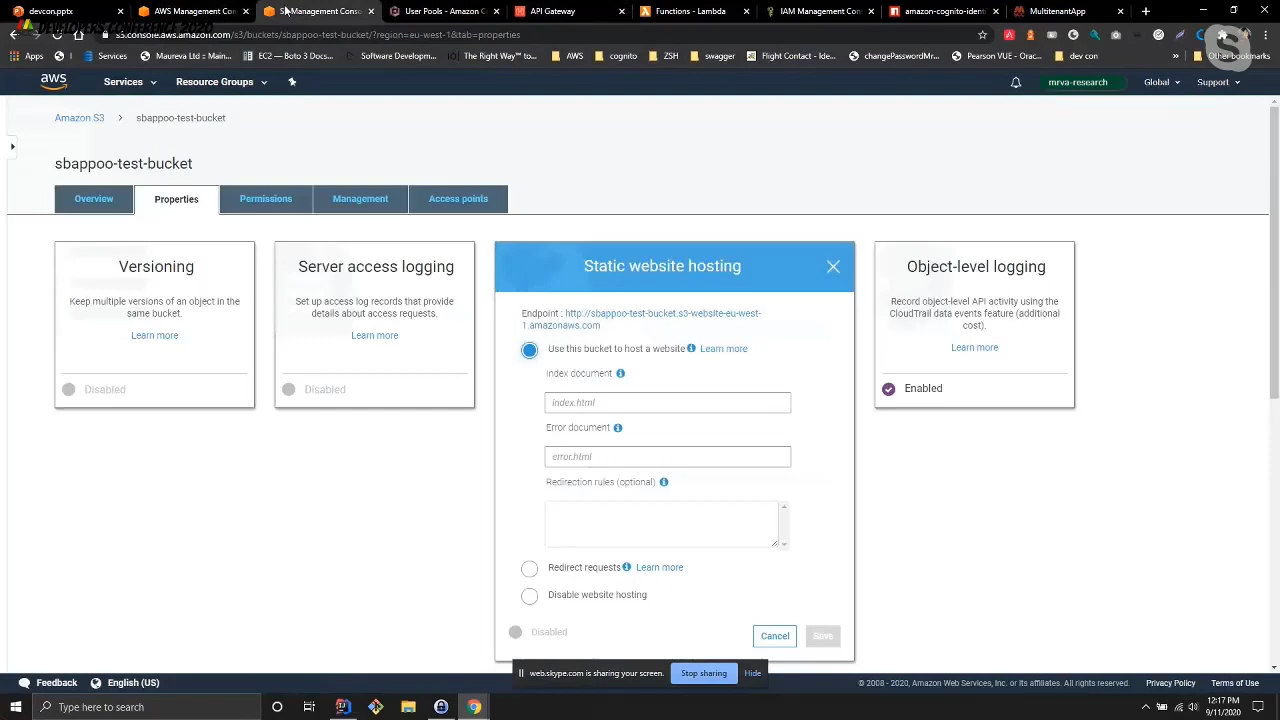 devcon.ptx
AWS Management Cons
Management Cons
User Pools - Amazon C
API Gateway
Functions - Lambda
IAM Management Con
amazon-cognito-ident
MultitenantApp
DEVELOPERS CONFERENCE 2020
s3.console.aws.amazon.com/s3/buckets/sbappoo-test-bucket/?region=eu-west-1&tab=properties
Apps
Services
Maureva Ltd :: Main...
EC2 — Boto 3 Docu...
Software Developm...
The Right Way™...
AWS
cognito
ZSH
swagger
Flight Contact - Ide...
changePasswordMr...
Pearson VUE - Orac...
dev con
Other bookmarks
aws
Services
Resource Groups
mrva-research
Global
Support
Amazon S3
sbappoo-test-bucket
sbappoo-test-bucket
Overview
Properties
Permissions
Management
Access points
Versioning
Keep multiple versions of an object in the
same bucket.
Learn more
Disabled
Server access logging
Set up access log records that provide
details about access requests.
Learn more
Disabled
Static website hosting
Endpoint : http://sbappoo-test-bucket.s3-website-eu-west-
1.amazonaws.com
Use this bucket to host a website Learn more
Index document
index.html
Error document
error.html
Redirection rules (optional)
Redirect requests Learn more
Disable website hosting
Disabled
Cancel
Save
Object-level logging
Record object-level API activity using the
CloudTrail data events feature (additional
cost).
Learn more
Enabled
web.skype.com is sharing your screen.
Stop sharing
Hide
Feedback
English (US)
© 2008 - 2020, Amazon Web Services, Inc. or its affiliates. All rights reserved.
Privacy Policy
Terms of Use
Type here to search
12:17 PM
9/11/2020